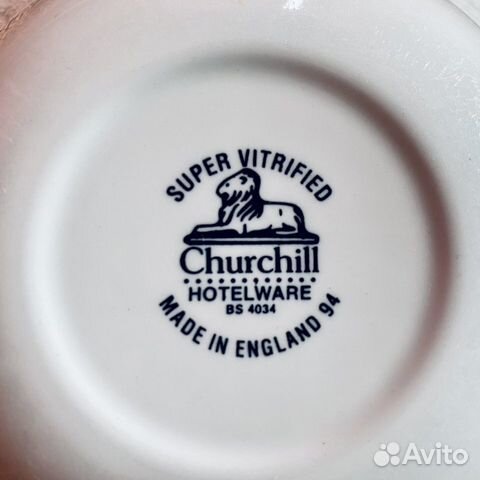 SUPER VITRIFIED
Churchill
HOTELWARE
BS 4034
MADE IN ENGLAND 94
Avito